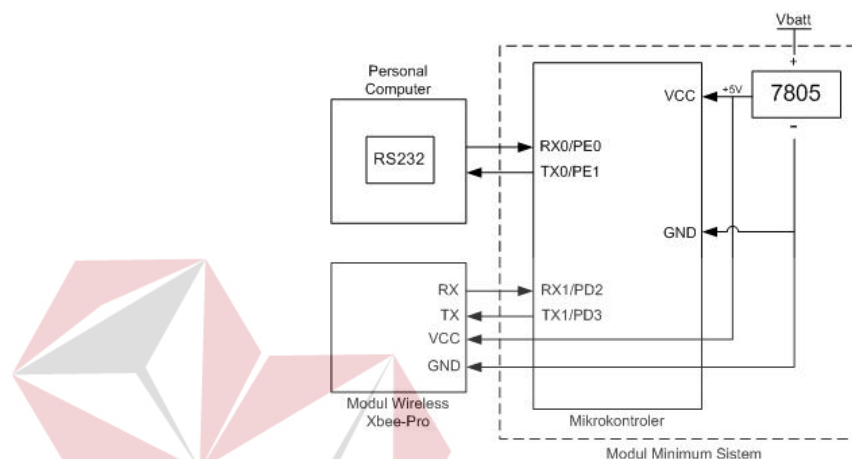 Vbatt
+
7805
-
+5V
Personal
Computer
RS232
VCC
RX0/PE0
TX0/PE1
GND
RX
TX
VCC
GND
RX1/PD2
TX1/PD3
Modul Wireless
Xbee-Pro
Mikrokontroler
Modul Minimum Sistem